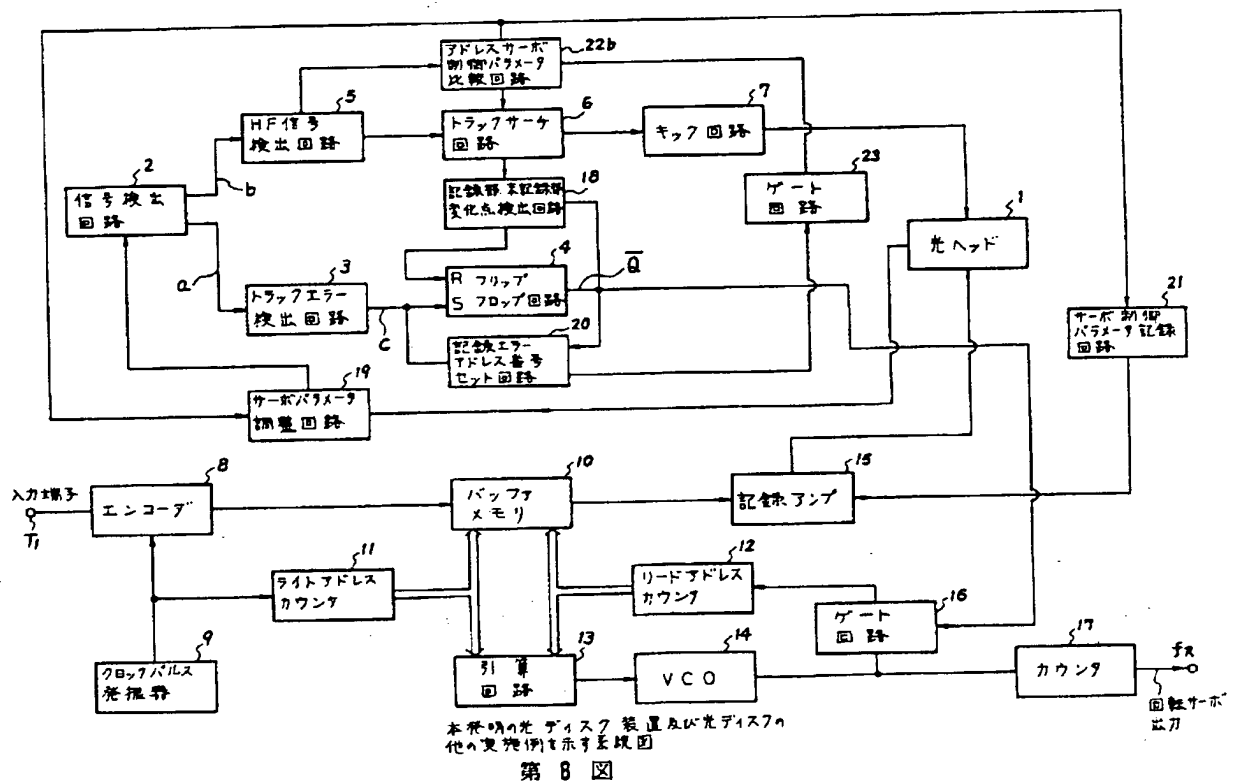 アドレスサーボ
制御パラメータ
比較回路
22b
5
HF信号
検出回路
6
トラックサーチ
回路
7
キック回路
2
信号検出
回路
b
a
記録部・未記録部
変化点検出回路
18
23
ゲート
回路
1
光ヘッド
3
トラックエラー
検出回路
C
4
R フリップ
S フロップ回路
Q̅
20
記録エラー
アドレス番号
セット回路
21
サーボ制御
パラメータ記録
回路
19
サーボパラメータ
調整回路
入力端子
T1
8
エンコーダ
10
バッファ
メモリ
15
記録アンプ
11
ライトアドレス
カウンタ
12
リードアドレス
カウンタ
16
ゲート
回路
9
クロックパルス
発振器
13
引算
回路
14
VCO
17
カウンタ
fR
回転サーボ
出力
本発明の光ディスク装置及び光ディスクの
他の実施例を示す系統図
第8図